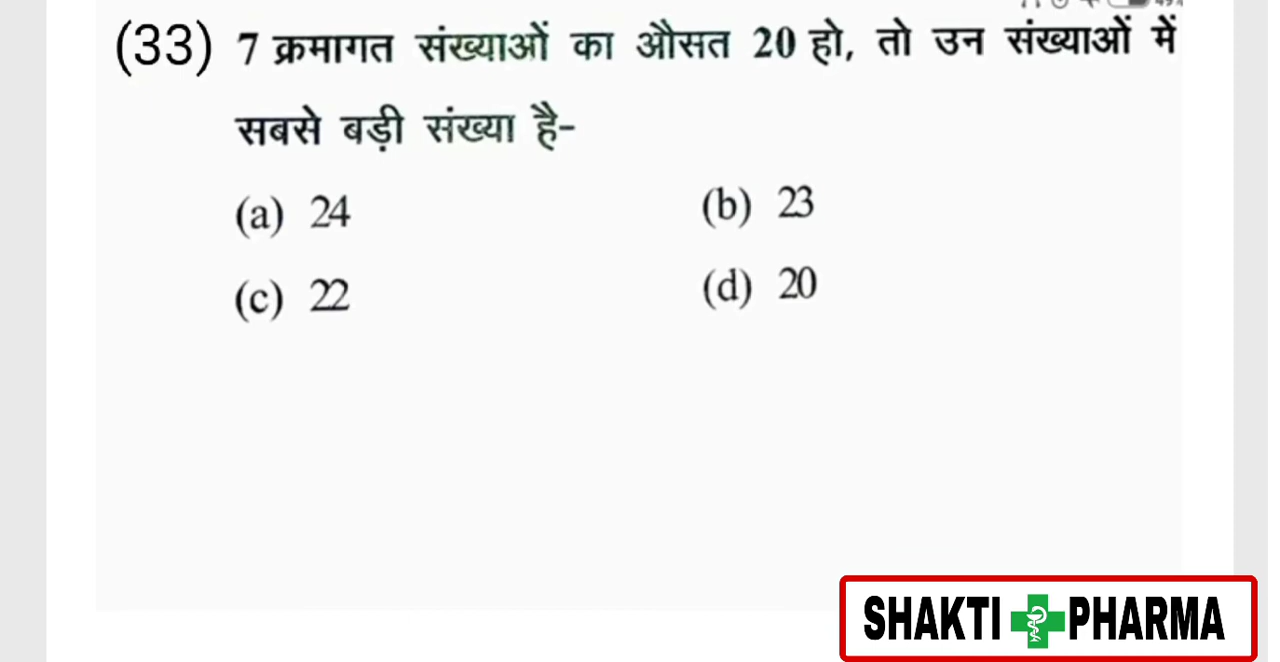 (33) 7 क्रमागत संख्याओं का औसत 20 हो, तो उन संख्याओं में
सबसे बड़ी संख्या है-
(a) 24 (b) 23
(c) 22 (d) 20
SHAKTI PHARMA